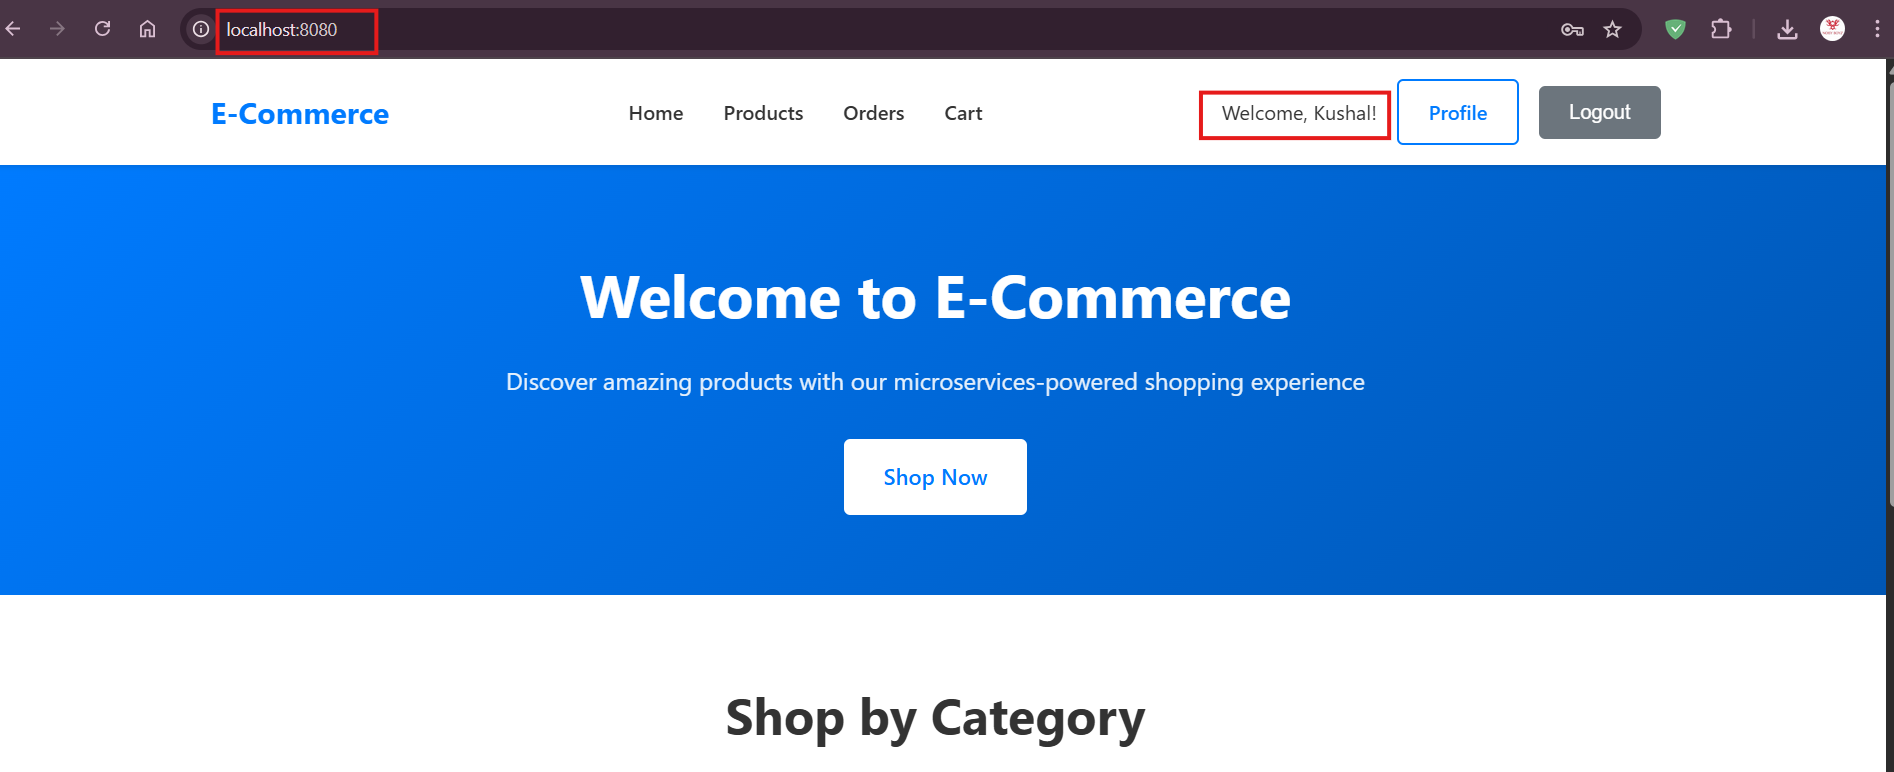 localhost:8080
E-Commerce
Home Products Orders Cart
Welcome, Kushal! Profile Logout
Welcome to E-Commerce
Discover amazing products with our microservices-powered shopping experience
Shop Now
Shop by Category